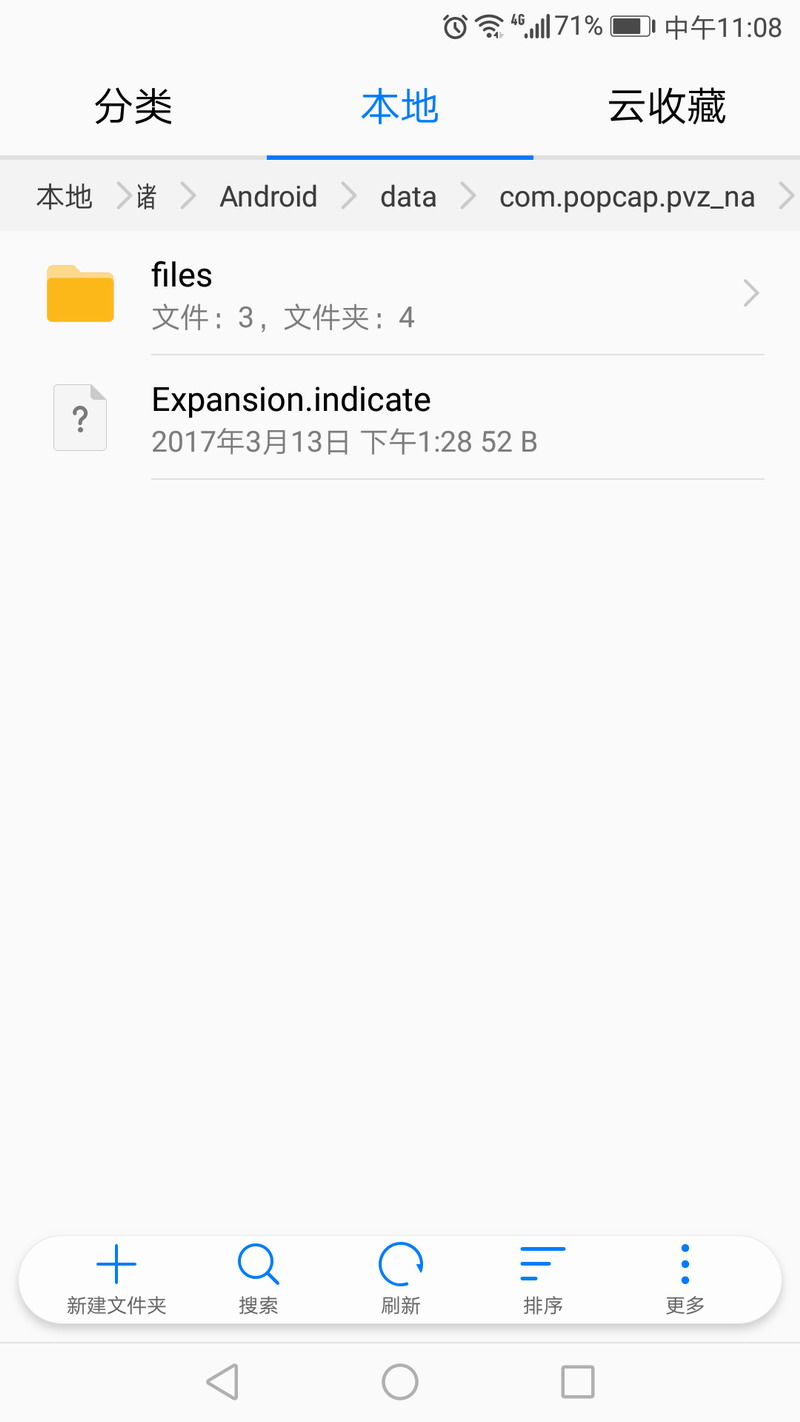 4G 71% 中午11:08
分类 本地 云收藏
本地 诸 Android data com.popcap.pvz_na
files
文件：3，文件夹：4
?
Expansion.indicate
2017年3月13日 下午1:28 52 B
新建文件夹 搜索 刷新 排序 更多